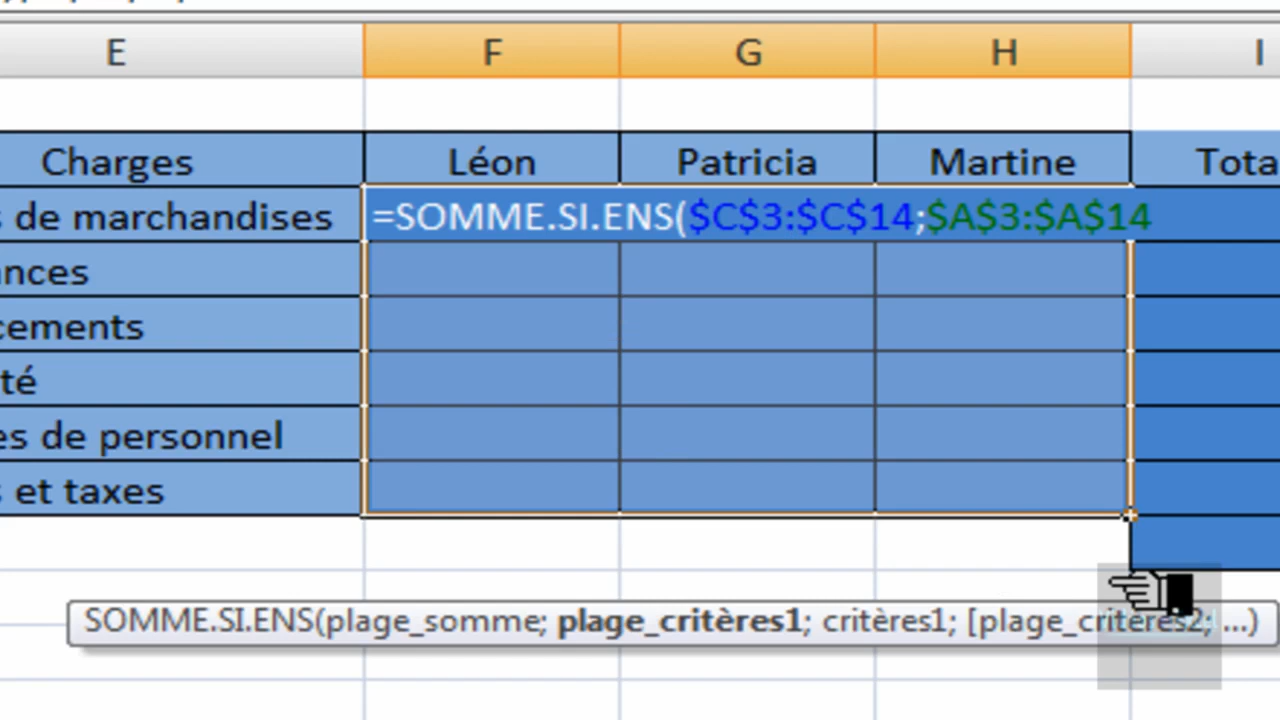 E F G H I
Charges Léon Patricia Martine Tota
s de marchandises =SOMME.SI.ENS($C$3:$C$14;$A$3:$A$14
nces
cements
té
es de personnel
s et taxes
SOMME.SI.ENS(plage_somme; plage_critères1; critères1; [plage_critères2; ...)